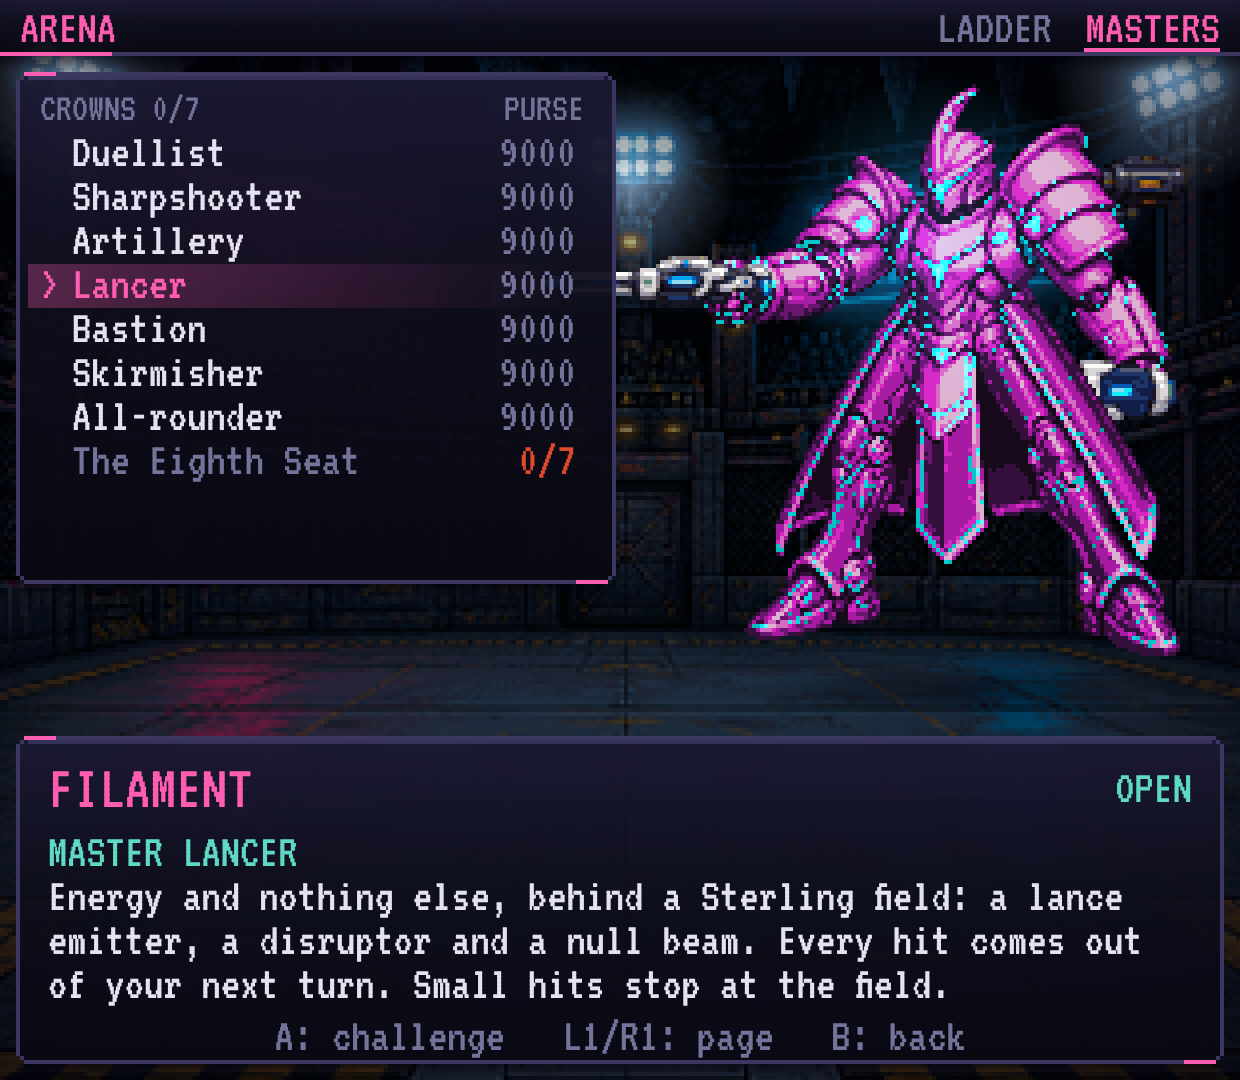 ARENA LADDER MASTERS
CROWNS 0/7 PURSE
Duellist 9000
Sharpshooter 9000
Artillery 9000
> Lancer 9000
Bastion 9000
Skirmisher 9000
All-rounder 9000
The Eighth Seat 0/7
FILAMENT OPEN
MASTER LANCER
Energy and nothing else, behind a Sterling field: a lance
emitter, a disruptor and a null beam. Every hit comes out
of your next turn. Small hits stop at the field.
A: challenge L1/R1: page B: back